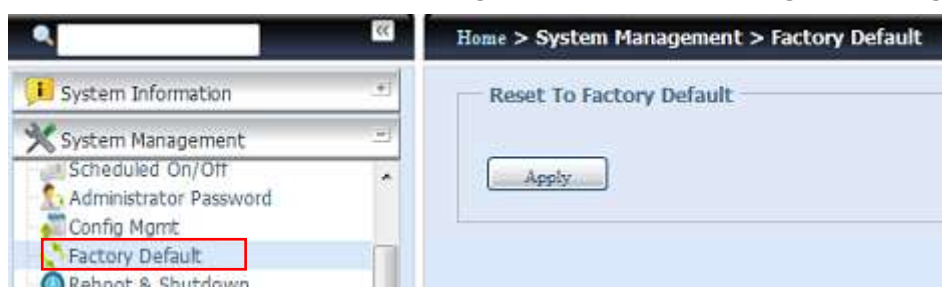 Home > System Management > Factory Default
System Information
System Management
Scheduled On/Off
Administrator Password
Config Mgmt
Factory Default
Reboot & Shutdown
Reset To Factory Default
Apply